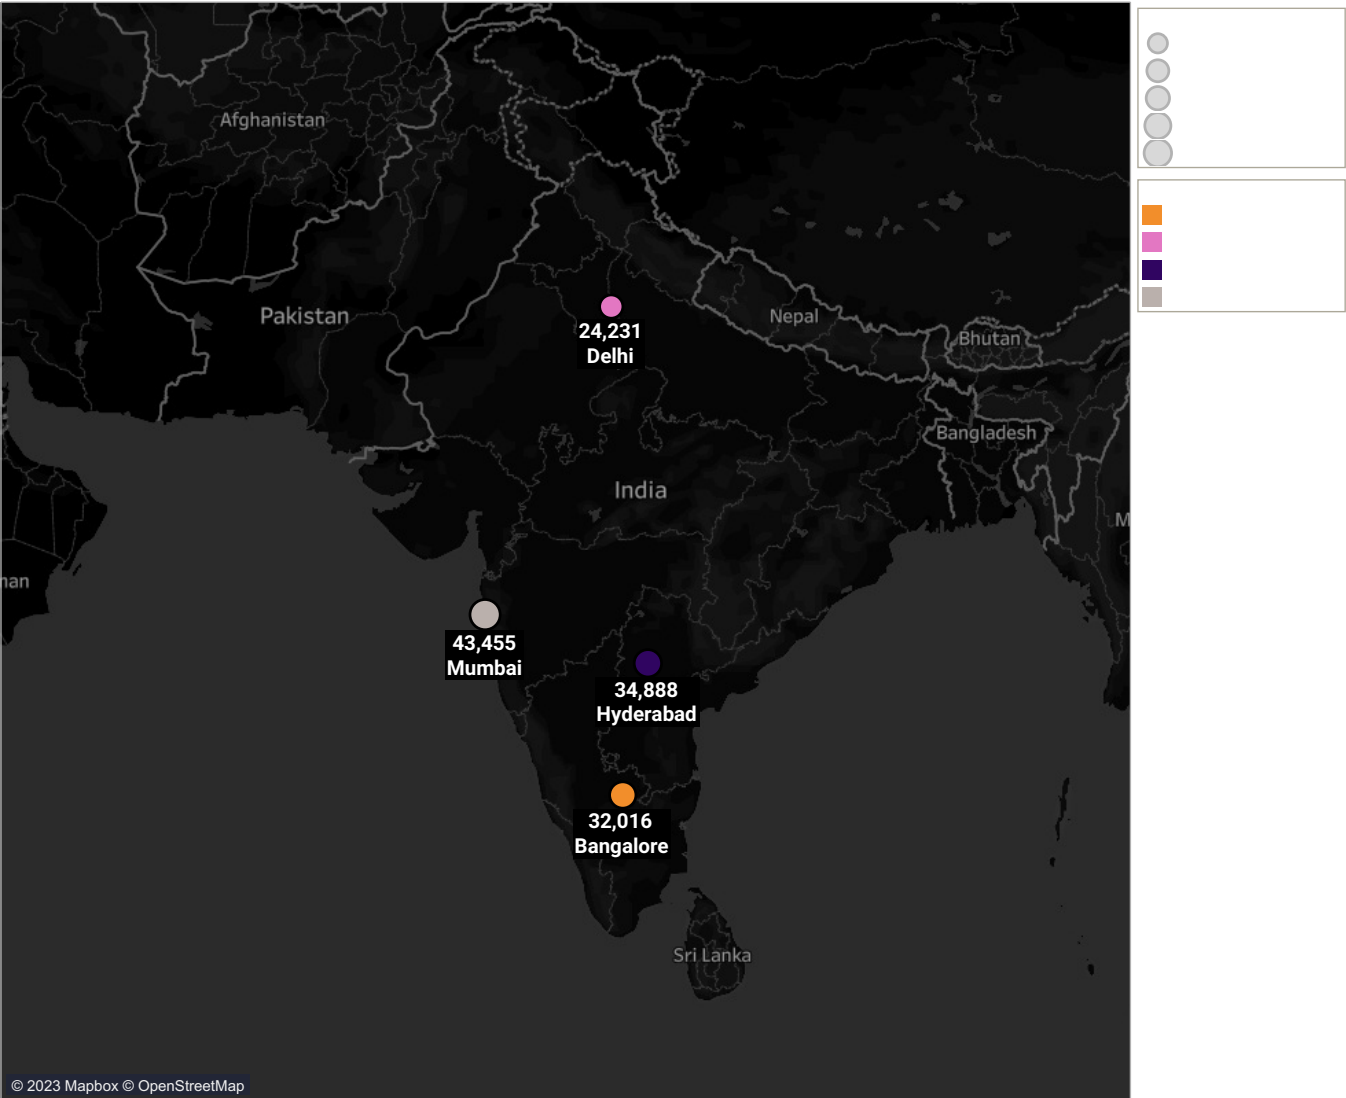 Afghanistan
Pakistan
Nepal
Bhutan
24,231
Delhi
Bangladesh
India
M
nan
43,455
Mumbai
34,888
Hyderabad
32,016
Bangalore
Sri Lanka
© 2023 Mapbox © OpenStreetMap